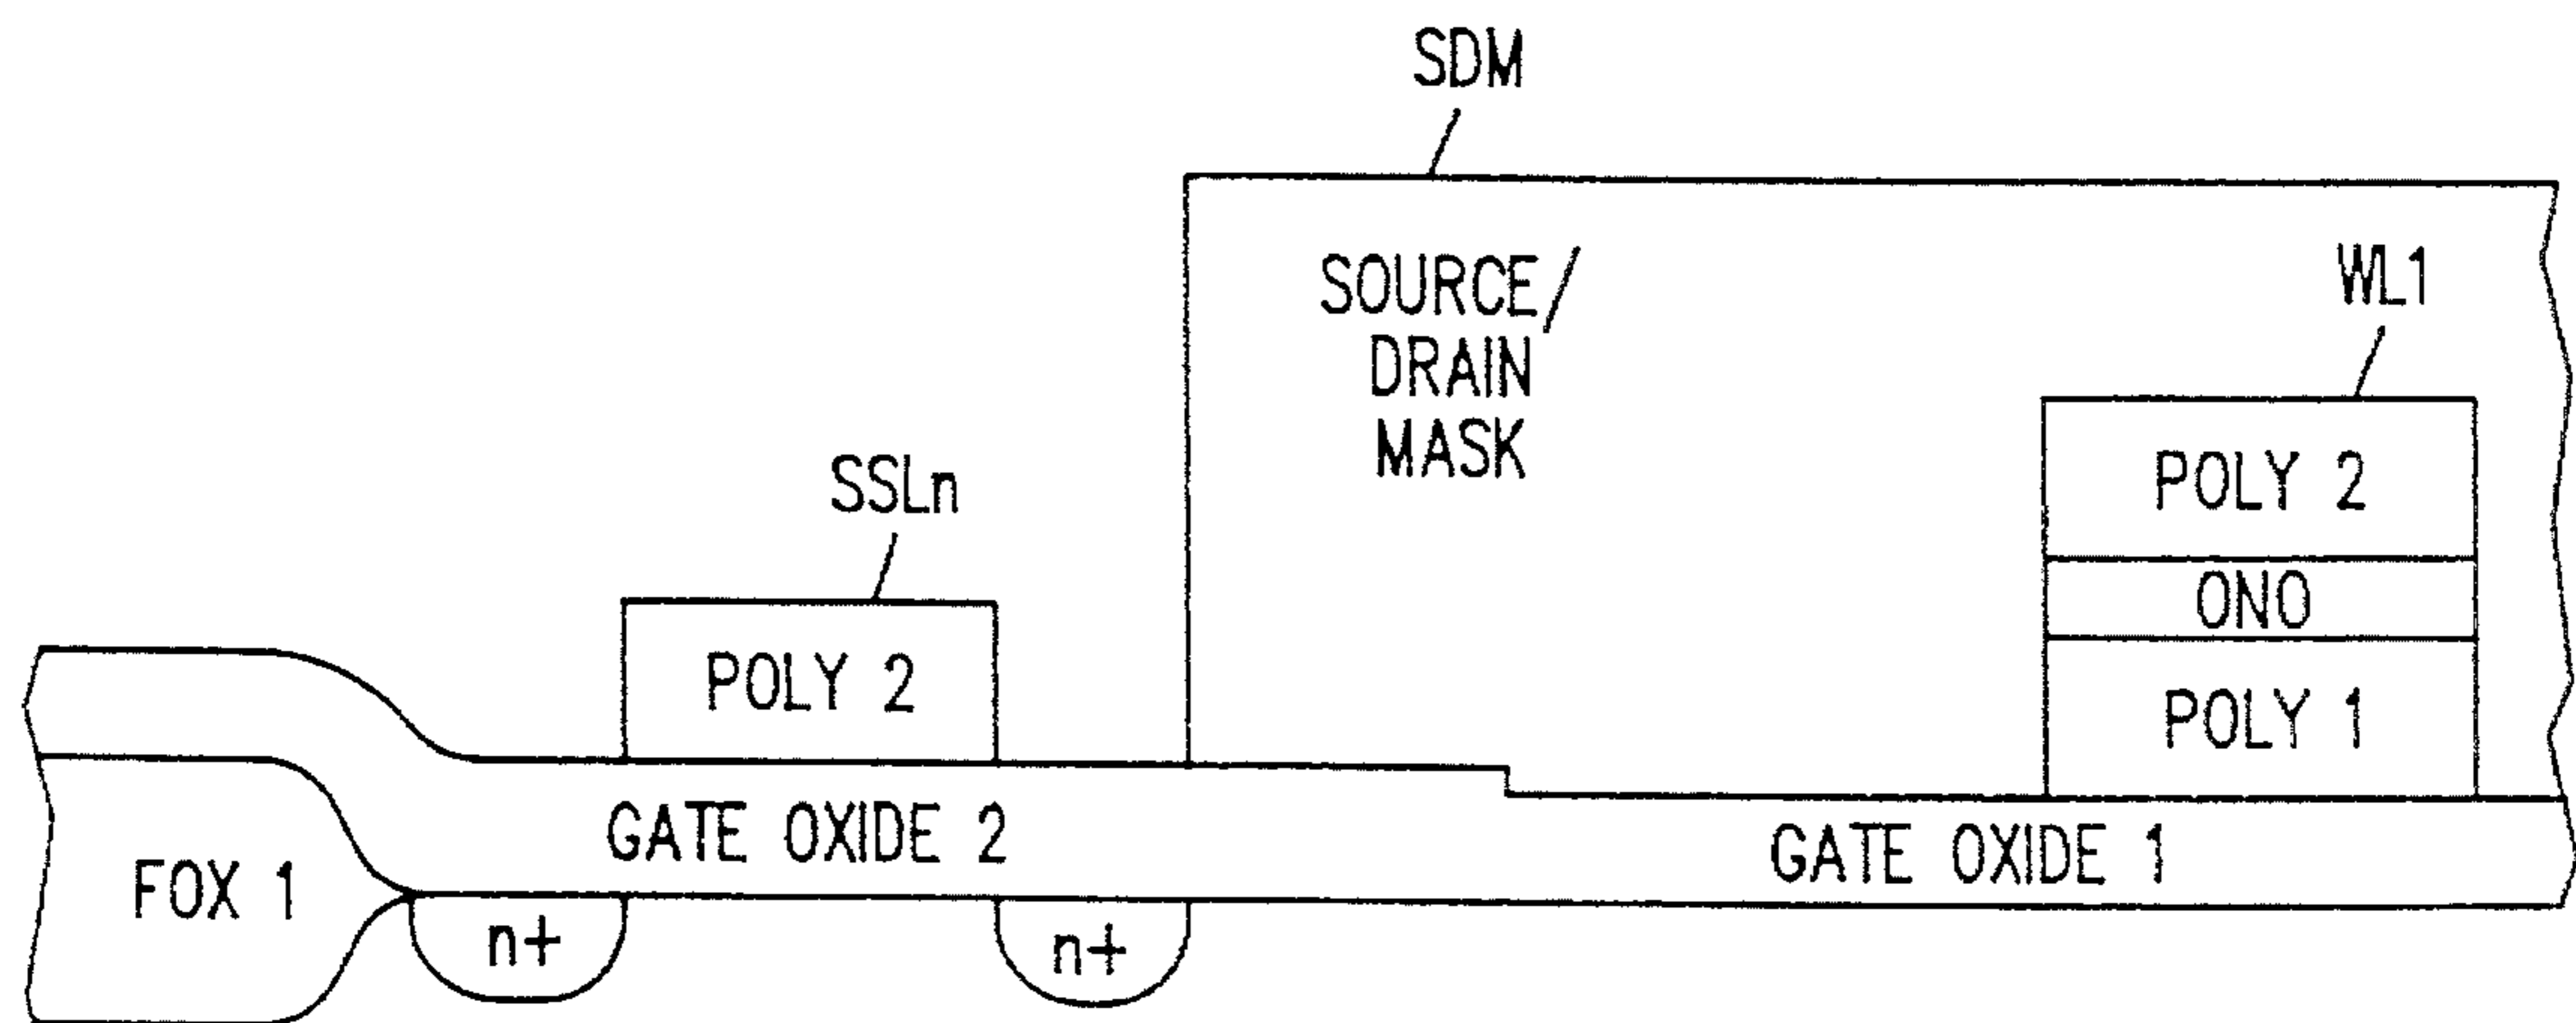 SDM
SOURCE/
DRAIN
MASK
WL1
SSLn
POLY 2
ONO
POLY 1
POLY 2
GATE OXIDE 2
GATE OXIDE 1
FOX 1
n+
n+